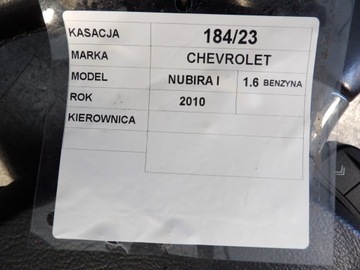 KASACJA 184/23
MARKA CHEVROLET
MODEL NUBIRA I 1.6 BENZYNA
ROK 2010
KIEROWNICA